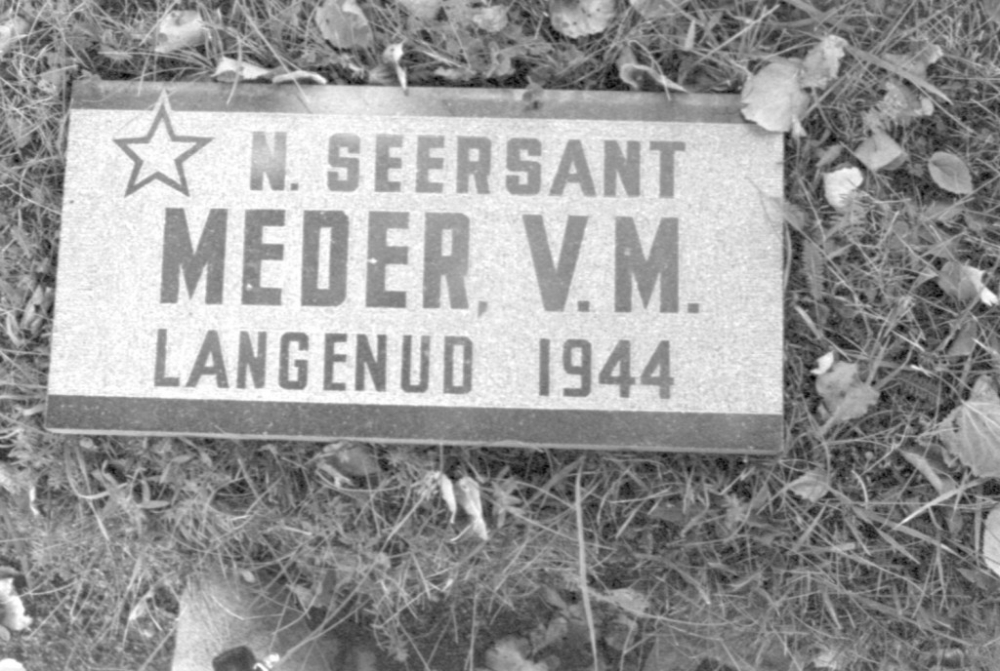 N. SEERSANT
MEDER, V.M.
LANGENUD 1944